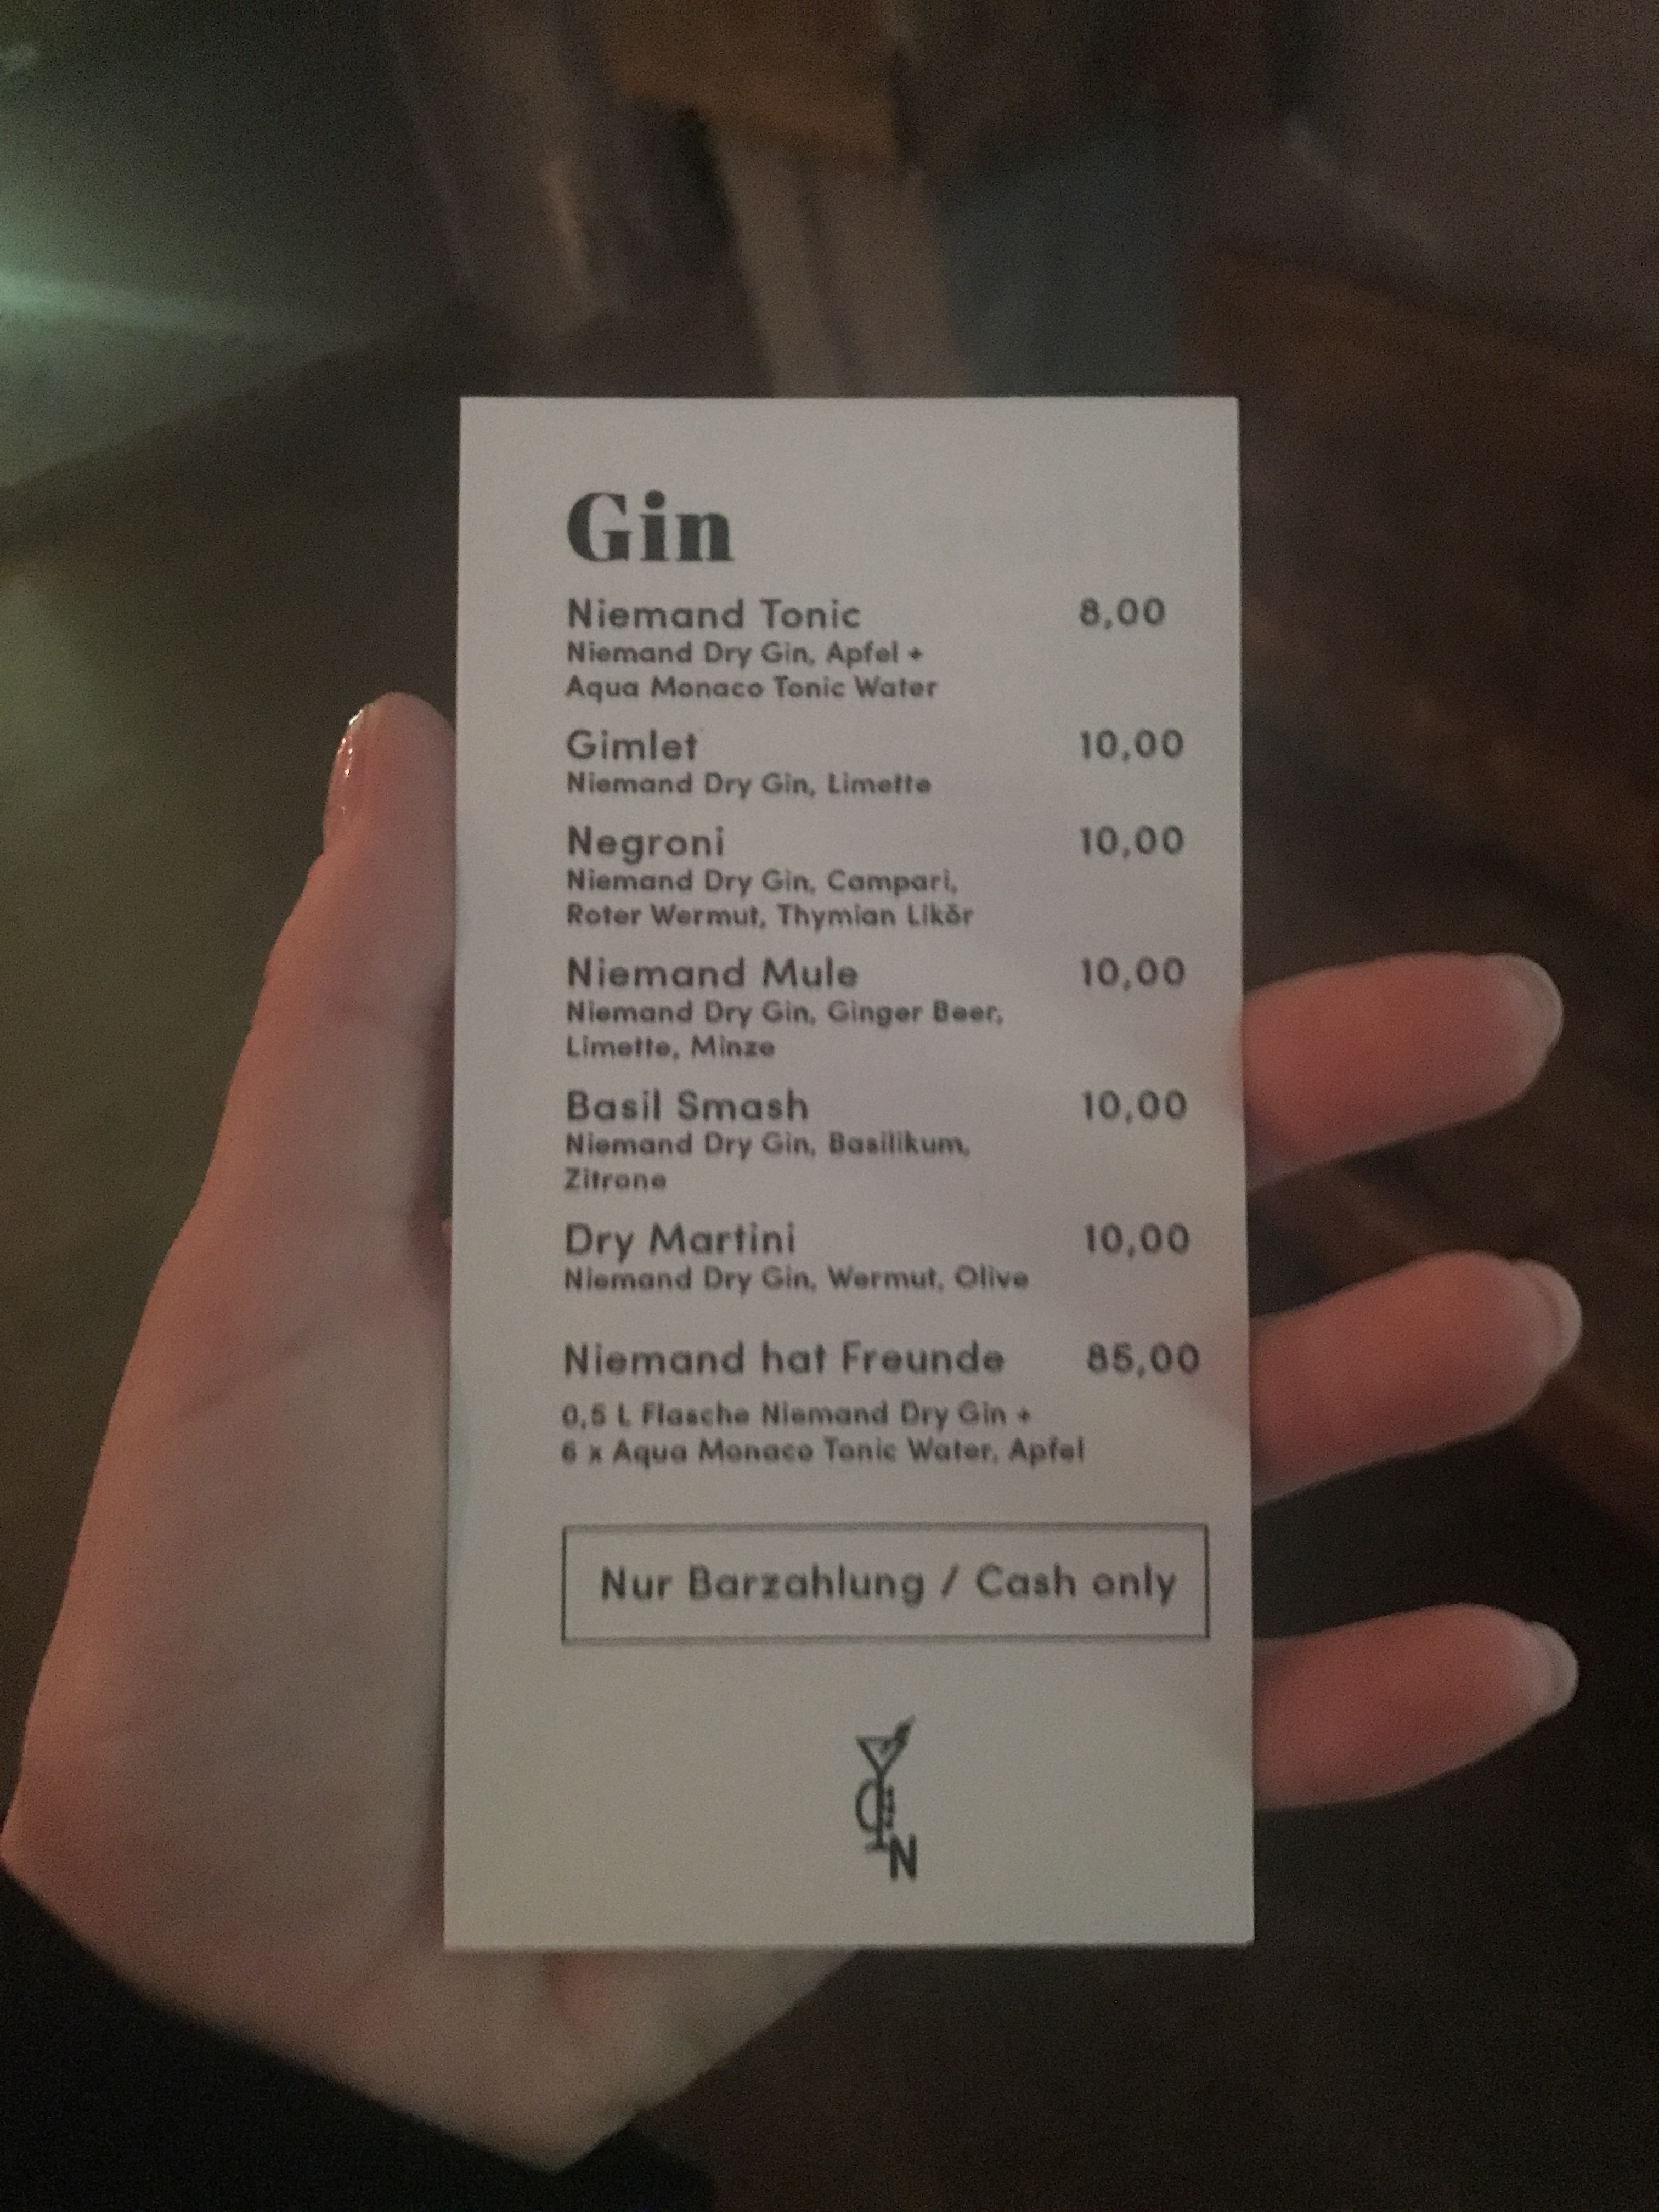 Gin
Niemand Tonic 8,00
Niemand Dry Gin, Apfel +
Aqua Monaco Tonic Water
Gimlet 10,00
Niemand Dry Gin, Limette
Negroni 10,00
Niemand Dry Gin, Campari,
Roter Wermut, Thymian Likör
Niemand Mule 10,00
Niemand Dry Gin, Ginger Beer,
Limette, Minze
Basil Smash 10,00
Niemand Dry Gin, Basilikum,
Zitrone
Dry Martini 10,00
Niemand Dry Gin, Wermut, Olive
Niemand hat Freunde 85,00
0,5 L Flasche Niemand Dry Gin +
6 x Aqua Monaco Tonic Water, Apfel
Nur Barzahlung / Cash only
N